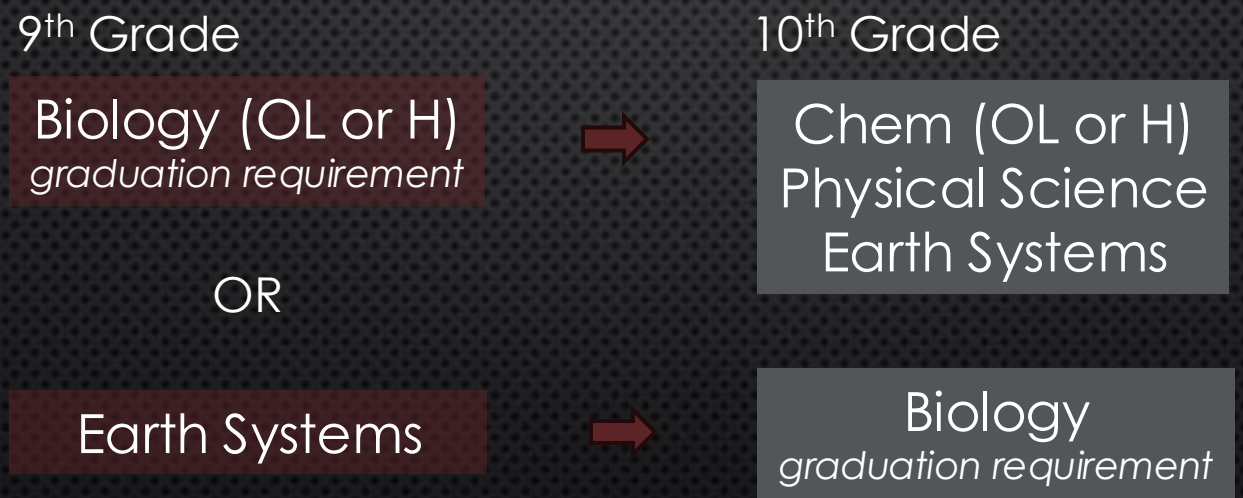 9th Grade
Biology (OL or H)
graduation requirement
OR
Earth Systems
10th Grade
Chem (OL or H)
Physical Science
Earth Systems
Biology
graduation requirement